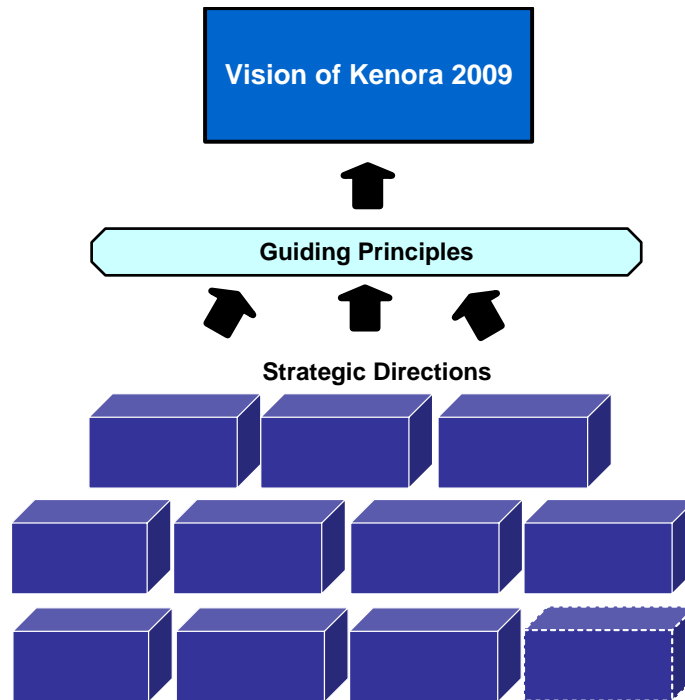 Vision of Kenora 2009
Guiding Principles
Strategic Directions